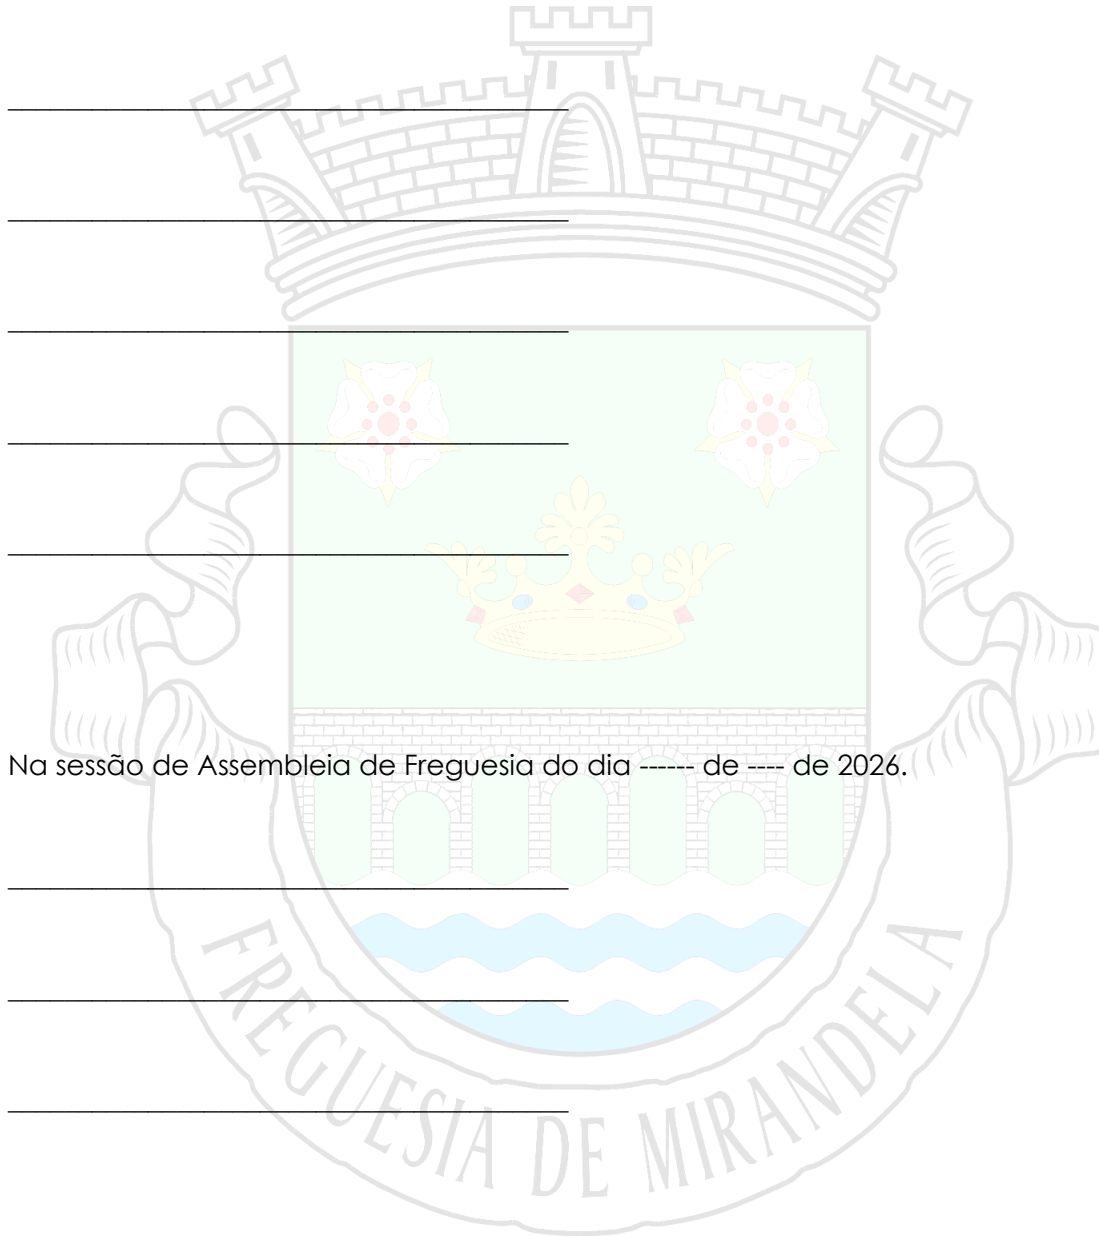 Na sessão de Assembleia de Freguesia do dia ------ de ---- de 2026.
FREGUESIA DE MIRANDELA